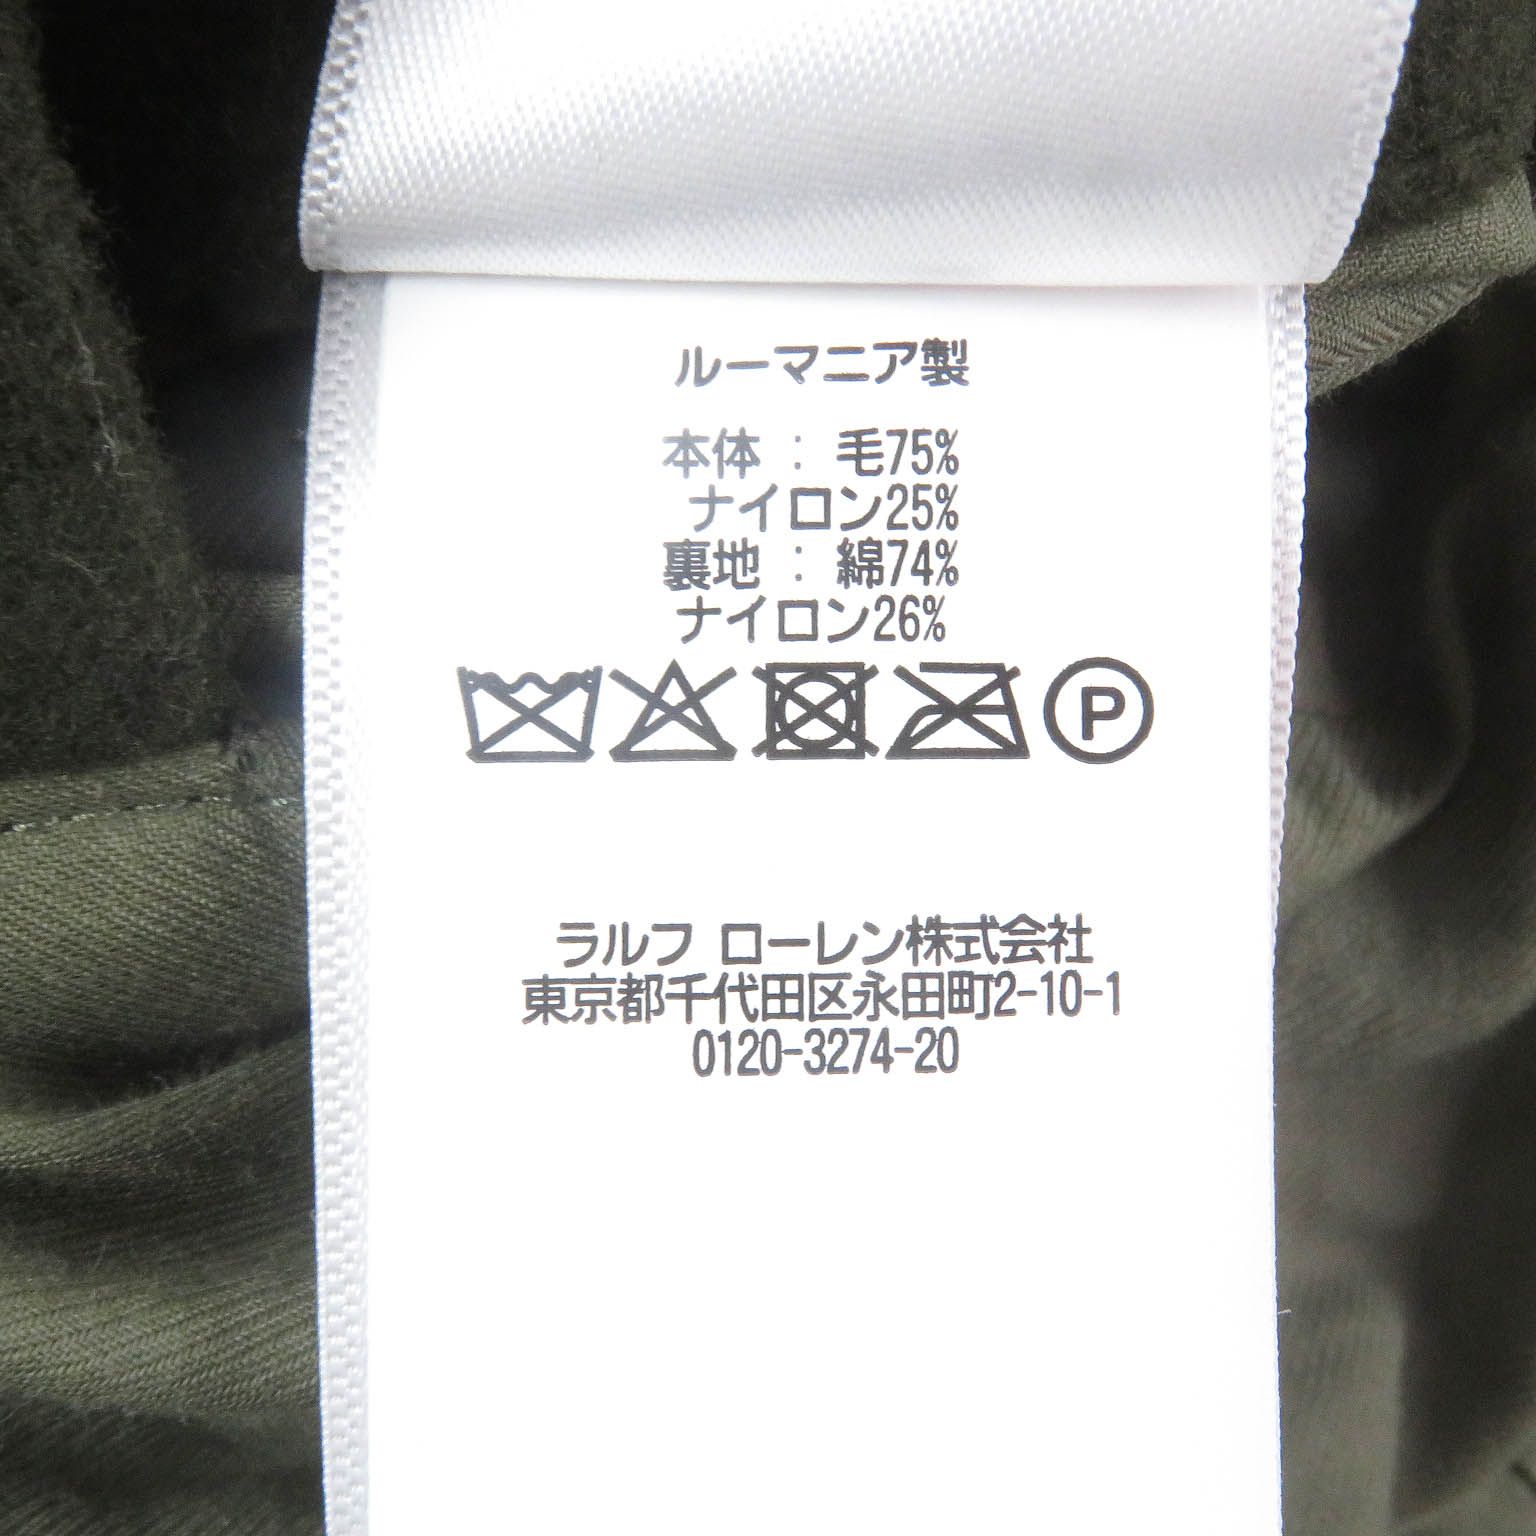 ルーマニア製
本体 : 毛75%
ナイロン25%
裏地 : 綿74%
ナイロン26%
P
ラルフ ローレン株式会社
東京都千代田区永田町2-10-1
0120-3274-20